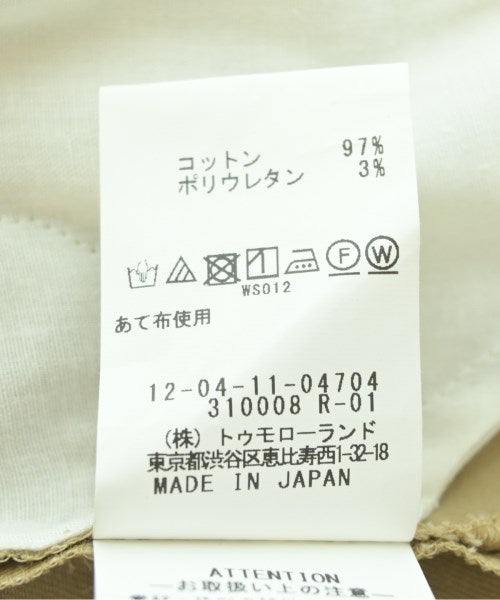 コットン 97%
ポリウレタン 3%
F W
WS012
あて布使用
12-04-11-04704
310008 R-01
(株)トゥモローランド
東京都渋谷区恵比寿西1-32-18
MADE IN JAPAN
ATTENTION
―お取扱い上の注意―